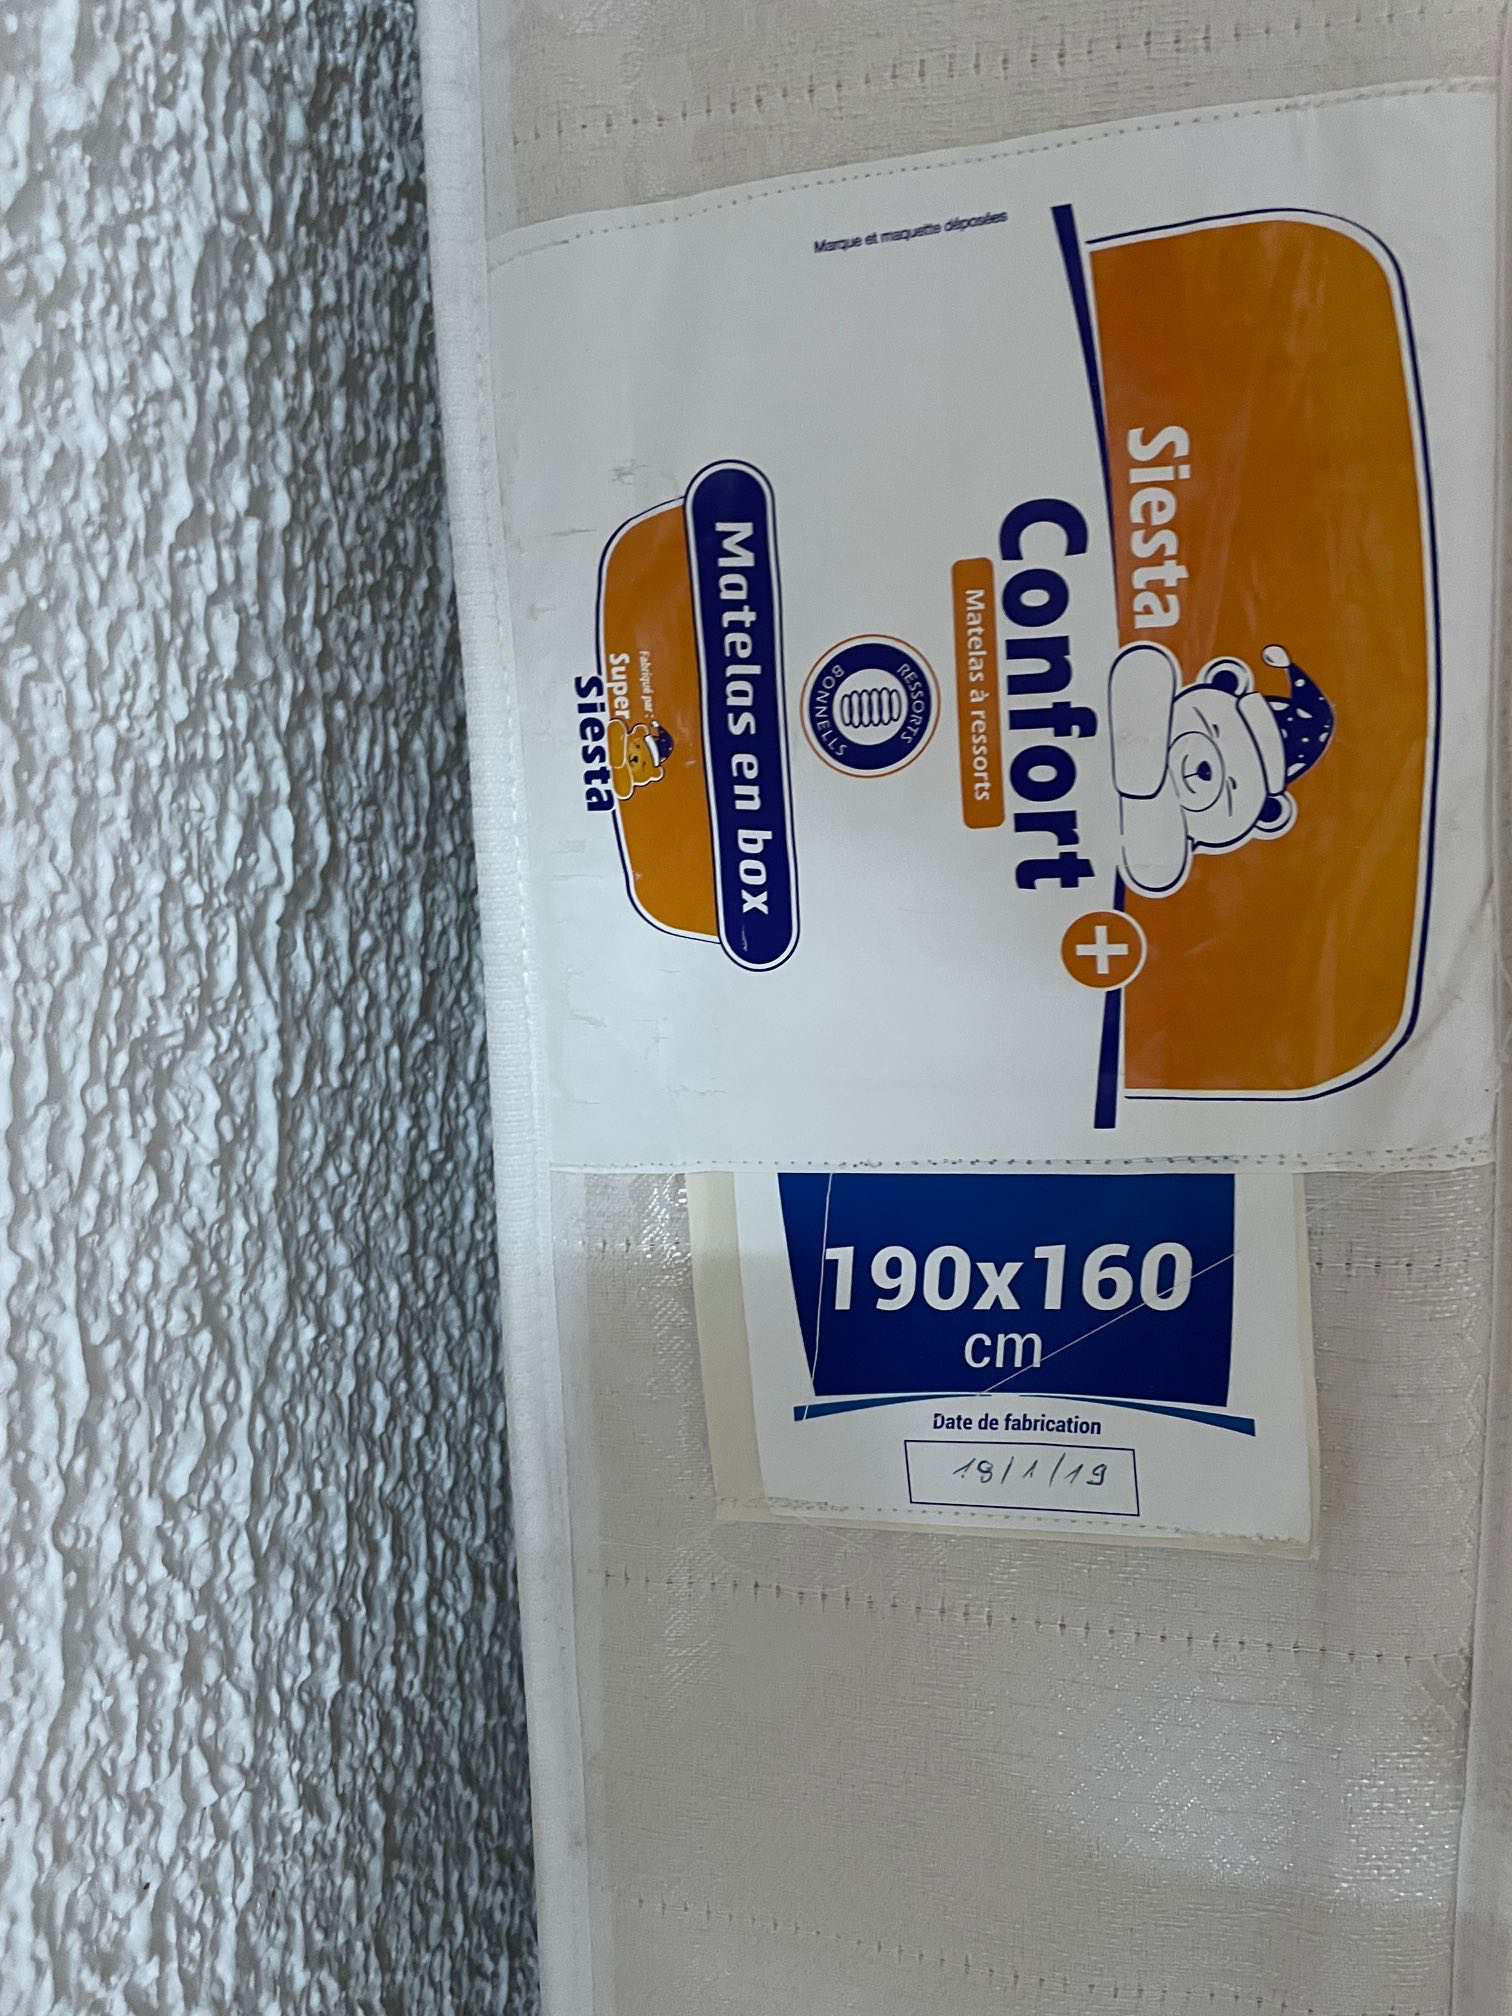 Siesta
Confort +
Matelas à ressorts
RESSORTS
BONNELLS
Matelas en box
Fabriqué par :
Super
Siesta
Marque et maquette déposées
190x160
cm
Date de fabrication
18/1/19